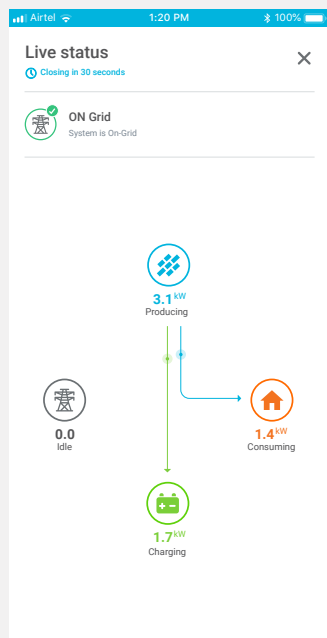 Airtel 1:20 PM 100%
Live status
Closing in 30 seconds
ON Grid
System is On-Grid
3.1 kW
Producing
0.0
Idle
1.4 kW
Consuming
1.7 kW
Charging